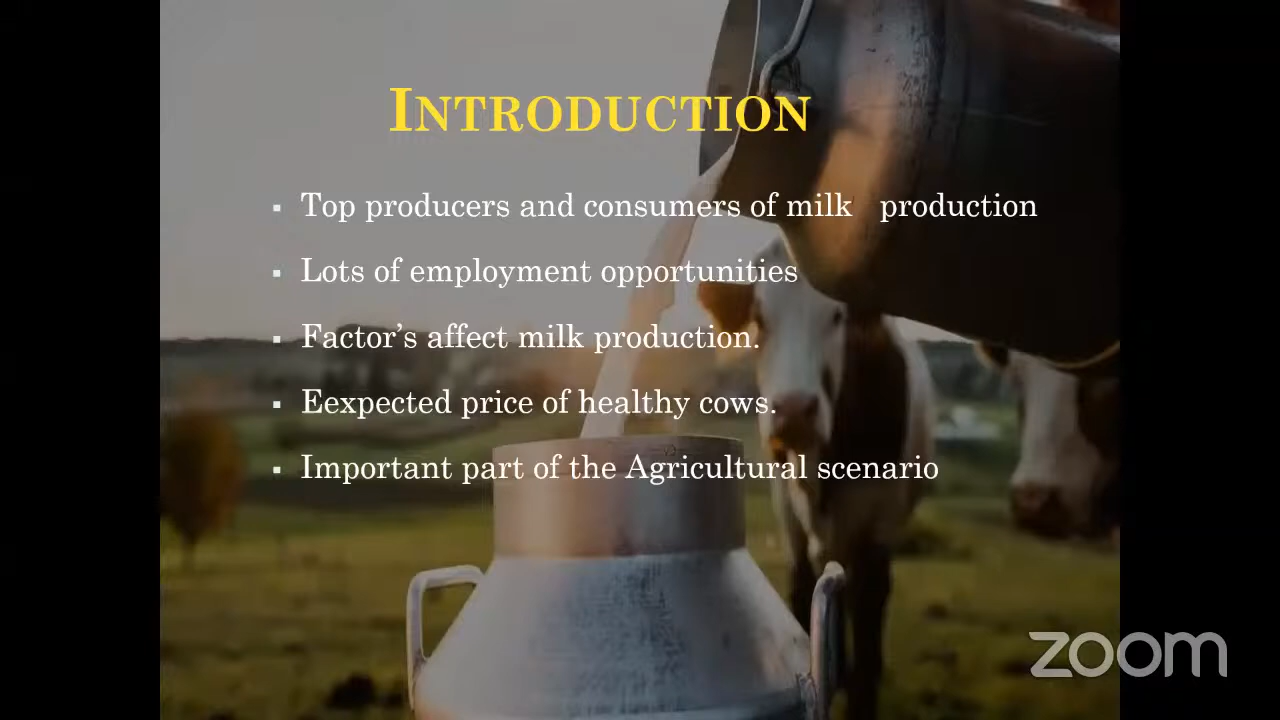 INTRODUCTION
▪ Top producers and consumers of milk production
▪ Lots of employment opportunities
▪ Factor’s affect milk production.
▪ Eexpected price of healthy cows.
▪ Important part of the Agricultural scenario
zoom